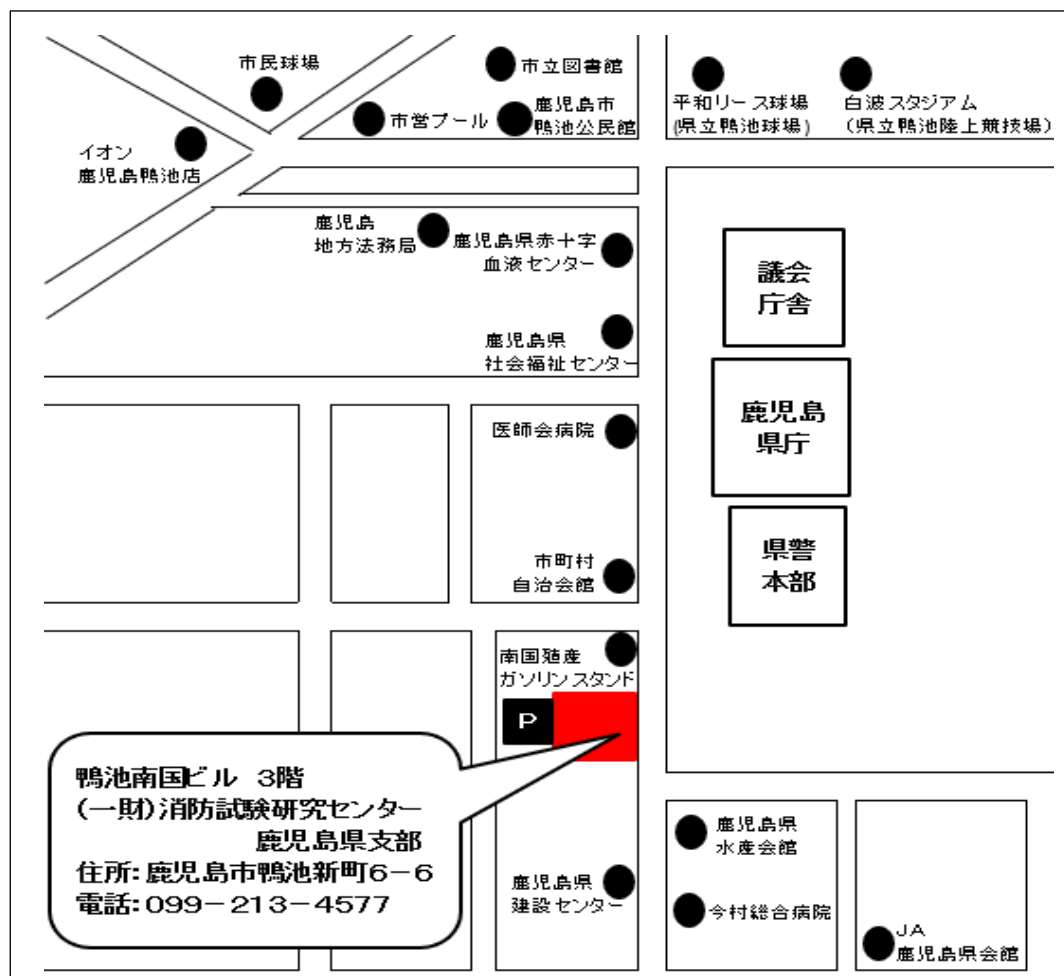 市民球場
市立図書館
市営プール
鹿児島市
鴨池公民館
平和リース球場
(県立鴨池球場)
白波スタジアム
（県立鴨池陸上競技場）
イオン
鹿児島鴨池店
鹿児島
地方法務局
鹿児島県赤十字
血液センター
議会
庁舎
鹿児島県
社会福祉センター
鹿児島
県庁
医師会病院
県警
本部
市町村
自治会館
南国殖産
ガソリンスタンド
P
鴨池南国ビル 3階
(一財)消防試験研究センター
鹿児島県支部
住所:鹿児島市鴨池新町6－6
電話:099－213－4577
鹿児島県
建設センター
鹿児島県
水産会館
今村総合病院
JA
鹿児島県会館